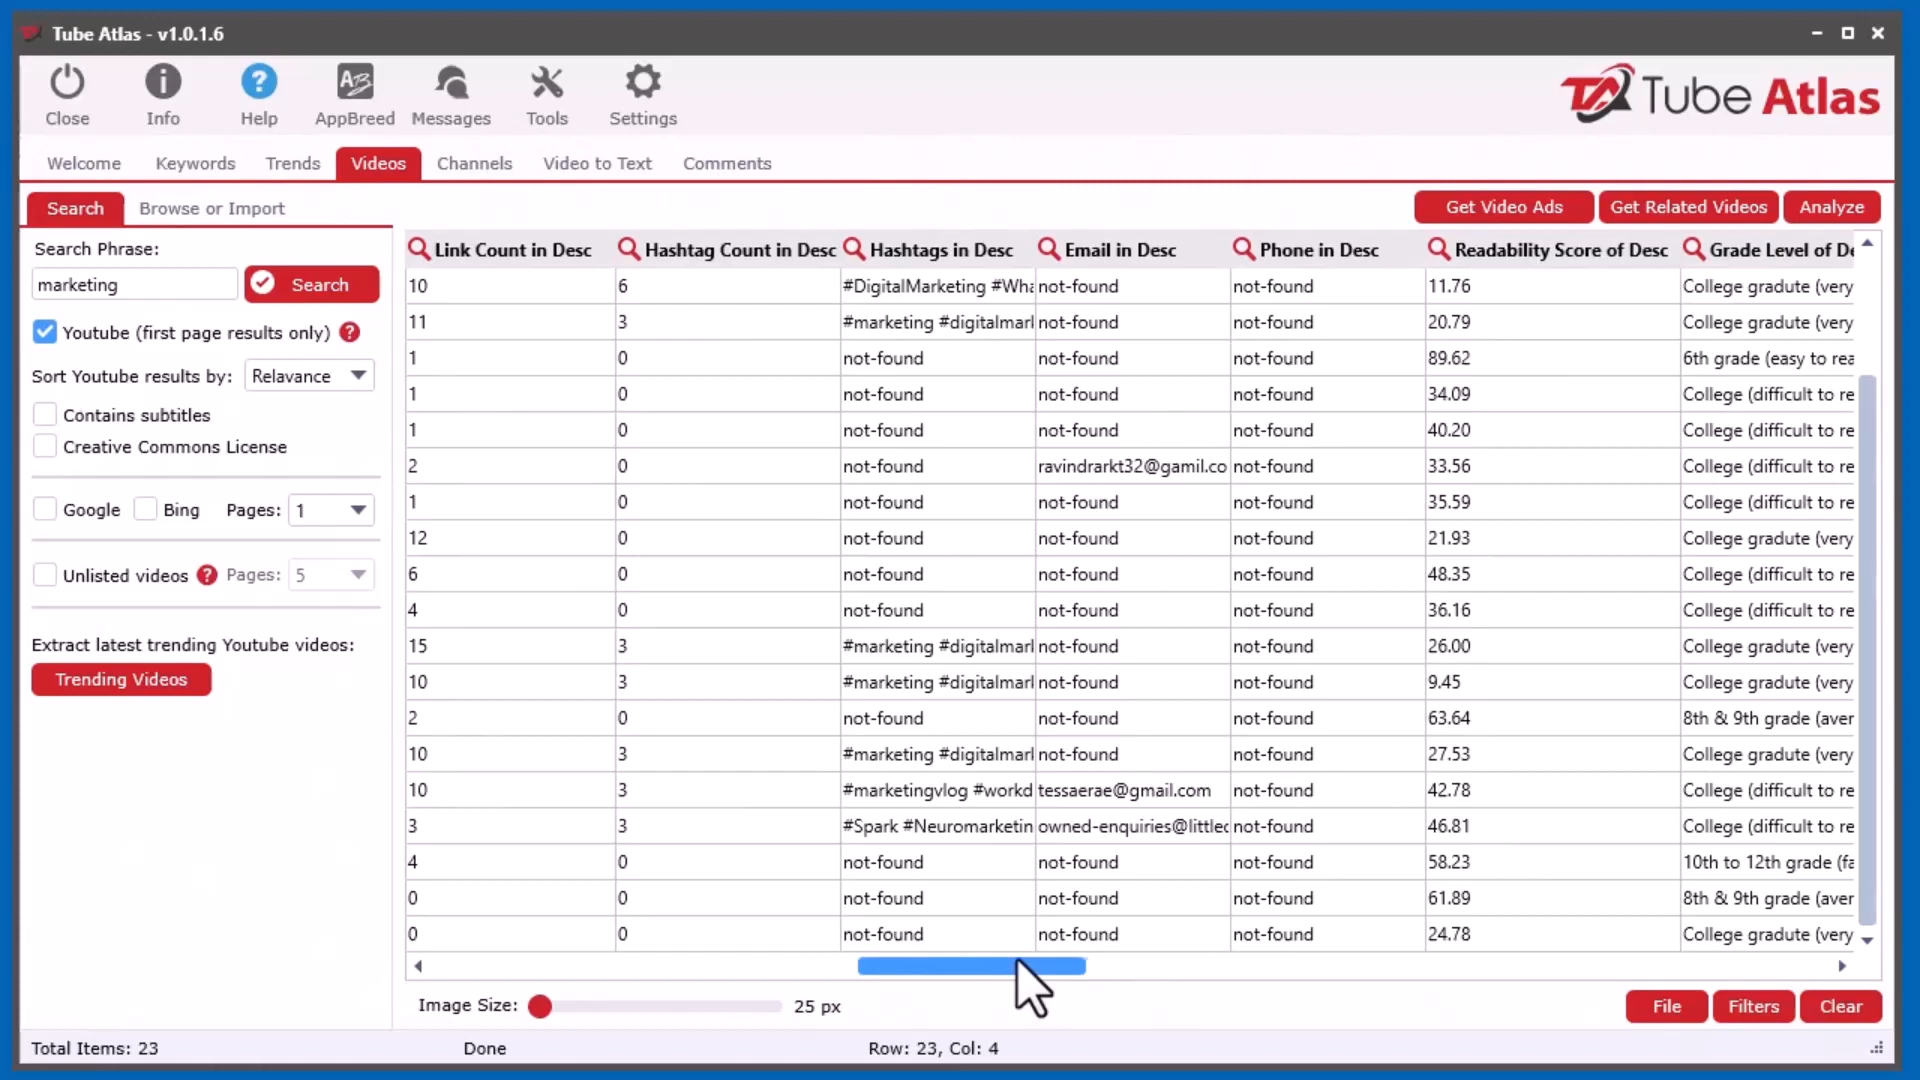 Tube Atlas - v1.0.1.6
Close Info Help AppBreed Messages Tools Settings
Tube Atlas
Welcome Keywords Trends Videos Channels Video to Text Comments
Search Browse or Import
Get Video Ads Get Related Videos Analyze
Search Phrase:
marketing Search
Youtube (first page results only) ?
Sort Youtube results by: Relavance
Contains subtitles
Creative Commons License
Google Bing Pages: 1
Unlisted videos ? Pages: 5
Extract latest trending Youtube videos:
Trending Videos
Link Count in Desc Hashtag Count in Desc Hashtags in Desc Email in Desc Phone in Desc Readability Score of Desc Grade Level of De
10 6 #DigitalMarketing #Wha not-found not-found 11.76 College gradute (very
11 3 #marketing #digitalmarl not-found not-found 20.79 College gradute (very
1 0 not-found not-found not-found 89.62 6th grade (easy to rea
1 0 not-found not-found not-found 34.09 College (difficult to re
1 0 not-found not-found not-found 40.20 College (difficult to re
2 0 not-found ravindrarkt32@gamil.co not-found 33.56 College (difficult to re
1 0 not-found not-found not-found 35.59 College (difficult to re
12 0 not-found not-found not-found 21.93 College gradute (very
6 0 not-found not-found not-found 48.35 College (difficult to re
4 0 not-found not-found not-found 36.16 College (difficult to re
15 3 #marketing #digitalmarl not-found not-found 26.00 College gradute (very
10 3 #marketing #digitalmarl not-found not-found 9.45 College gradute (very
2 0 not-found not-found not-found 63.64 8th & 9th grade (aver
10 3 #marketing #digitalmarl not-found not-found 27.53 College gradute (very
10 3 #marketingvlog #workd tessaerae@gmail.com not-found 42.78 College (difficult to re
3 3 #Spark #Neuromarketin owned-enquiries@littlec not-found 46.81 College (difficult to re
4 0 not-found not-found not-found 58.23 10th to 12th grade (fa
0 0 not-found not-found not-found 61.89 8th & 9th grade (aver
0 0 not-found not-found not-found 24.78 College gradute (very
Image Size: 25 px
File Filters Clear
Total Items: 23 Done Row: 23, Col: 4